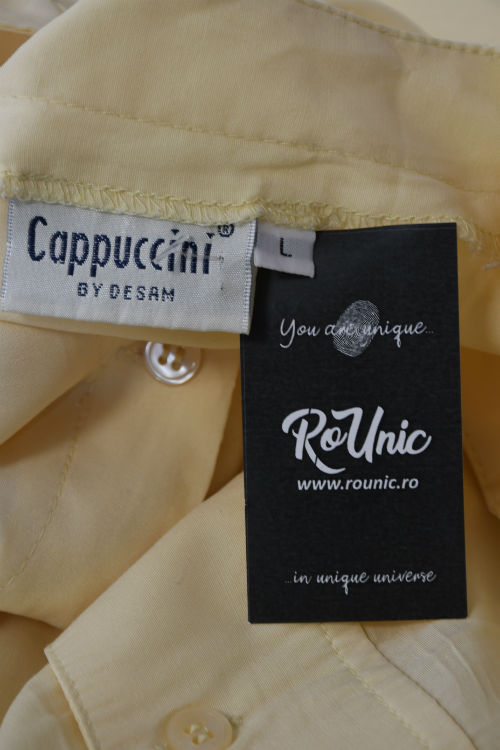 Cappuccini®
BY DESAM
L
You are unique...
RoUnic
www.rounic.ro
...in unique universe